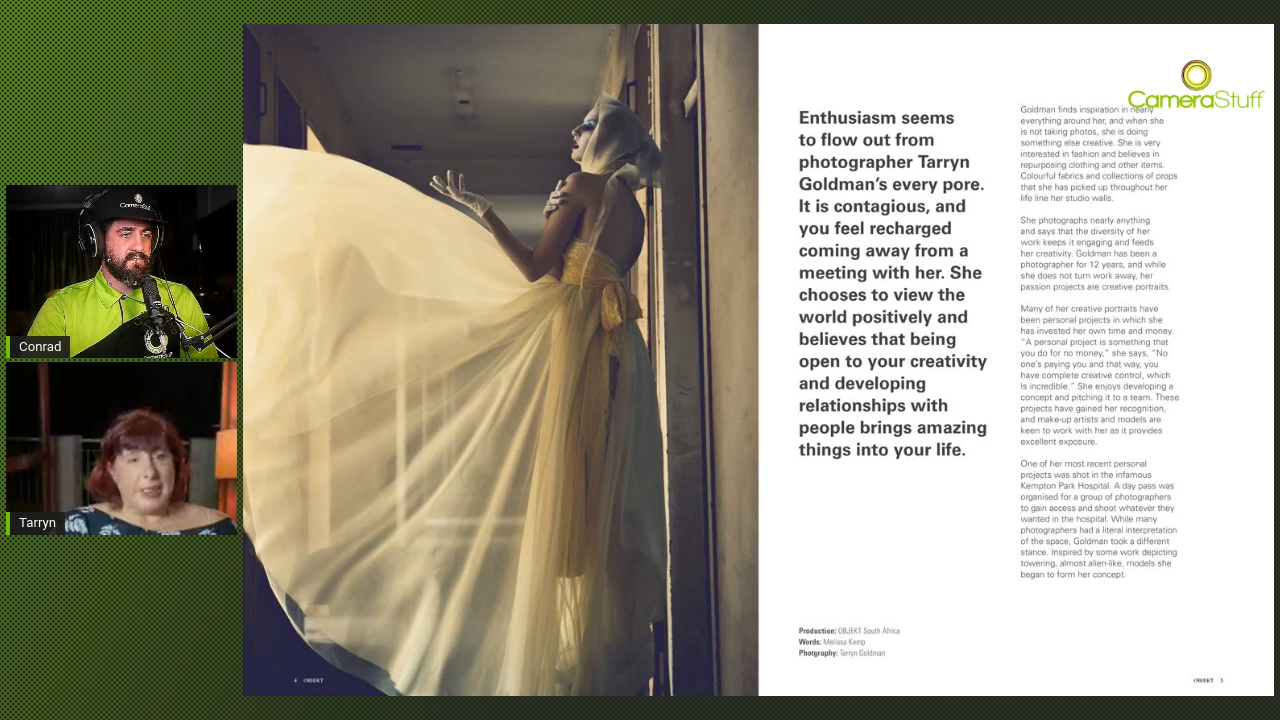 CameraStuff
Conrad
Tarryn
Enthusiasm seems
to flow out from
photographer Tarryn
Goldman's every pore.
It is contagious, and
you feel recharged
coming away from a
meeting with her. She
chooses to view the
world positively and
believes that being
open to your creativity
and developing
relationships with
people brings amazing
things into your life.
Production: OBJEKT South Africa
Words: Melissa Kemp
Photgraphy: Tarryn Goldman
Goldman finds inspiration in nearly
everything around her, and when she
is not taking photos, she is doing
something else creative. She is very
interested in fashion and believes in
repurposing clothing and other items.
Colourful fabrics and collections of props
that she has picked up throughout her
life line her studio walls.
She photographs nearly anything
and says that the diversity of her
work keeps it engaging and feeds
her creativity. Goldman has been a
photographer for 12 years, and while
she does not turn work away, her
passion projects are creative portraits.
Many of her creative portraits have
been personal projects in which she
has invested her own time and money.
"A personal project is something that
you do for no money," she says, "No
one's paying you and that way, you
have complete creative control, which
is incredible." She enjoys developing a
concept and pitching it to a team. These
projects have gained her recognition,
and make-up artists and models are
keen to work with her as it provides
excellent exposure.
One of her most recent personal
projects was shot in the infamous
Kempton Park Hospital. A day pass was
organised for a group of photographers
to gain access and shoot whatever they
wanted in the hospital. While many
photographers had a literal interpretation
of the space, Goldman took a different
stance. Inspired by some work depicting
towering, almost alien-like, models she
began to form her concept.
4 OBJEKT
OBJEKT 5